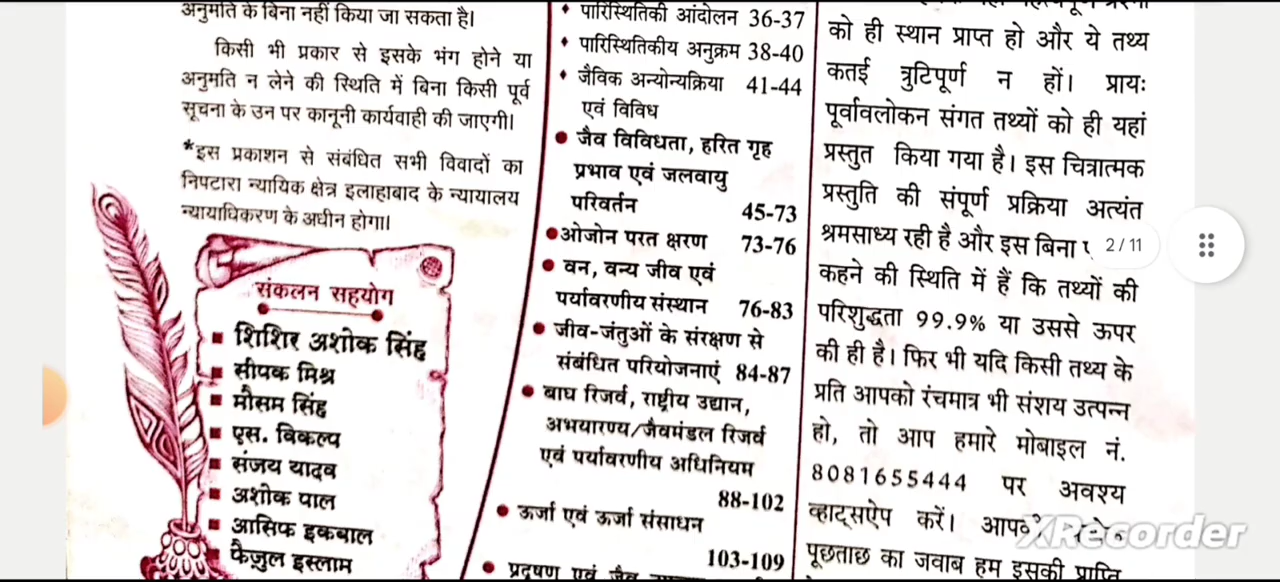 अनुमति के बिना नहीं किया जा सकता है।
किसी भी प्रकार से इसके भंग होने या
अनुमति न लेने की स्थिति में बिना किसी पूर्व
सूचना के उन पर कानूनी कार्यवाही की जाएगी।
*इस प्रकाशन से संबंधित सभी विवादों का
निपटारा न्यायिक क्षेत्र इलाहाबाद के न्यायालय
न्यायाधिकरण के अधीन होगा।
संकलन सहयोग
शिशिर अशोक सिंह
सीपक मिश्र
मौसम सिंह
एस. विकल्प
संजय यादव
अशोक पाल
आसिफ इकबाल
फैज़ुल इस्लाम
पारिस्थितिकी आंदोलन 36-37
पारिस्थितिकीय अनुक्रम 38-40
जैविक अन्योन्यक्रिया 41-44
एवं विविध
जैव विविधता, हरित गृह
प्रभाव एवं जलवायु
परिवर्तन 45-73
ओजोन परत क्षरण 73-76
वन, वन्य जीव एवं
पर्यावरणीय संस्थान 76-83
जीव-जंतुओं के संरक्षण से
संबंधित परियोजनाएं 84-87
बाघ रिजर्व, राष्ट्रीय उद्यान,
अभयारण्य/जैवमंडल रिजर्व
एवं पर्यावरणीय अधिनियम
88-102
ऊर्जा एवं ऊर्जा संसाधन
103-109
प्रदूषण एवं जैव
को ही स्थान प्राप्त हो और ये तथ्य
कतई त्रुटिपूर्ण न हों। प्रायः
पूर्वावलोकन संगत तथ्यों को ही यहां
प्रस्तुत किया गया है। इस चित्रात्मक
प्रस्तुति की संपूर्ण प्रक्रिया अत्यंत
श्रमसाध्य रही है और इस बिना
कहने की स्थिति में हैं कि तथ्यों की
परिशुद्धता 99.9% या उससे ऊपर
की ही है। फिर भी यदि किसी तथ्य के
प्रति आपको रंचमात्र भी संशय उत्पन्न
हो, तो आप हमारे मोबाइल नं.
8081655444 पर अवश्य
व्हाट्सऐप करें।
पूछताछ का जवाब हम इसकी प्राप्ति
2/11
XRecorder